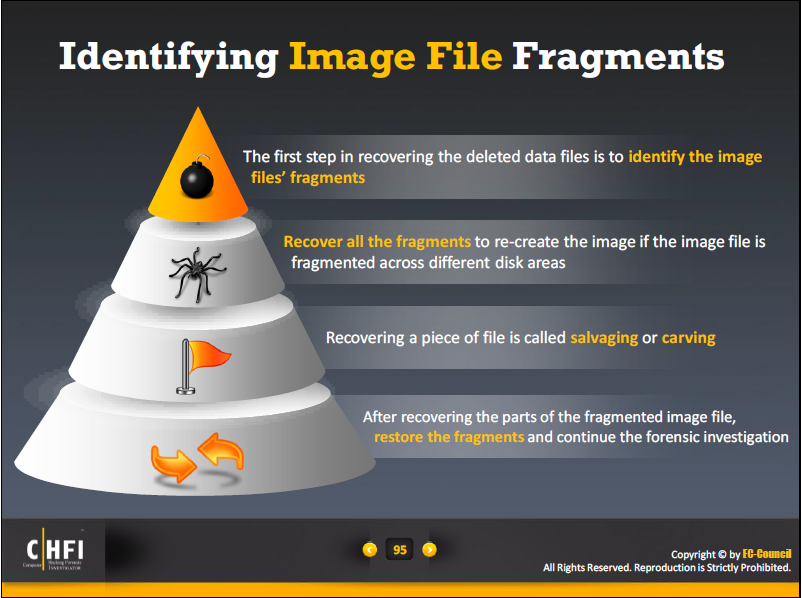 Identifying Image File Fragments
The first step in recovering the deleted data files is to identify the image
files' fragments
Recover all the fragments to re-create the image if the image file is
fragmented across different disk areas
Recovering a piece of file is called salvaging or carving
After recovering the parts of the fragmented image file,
restore the fragments and continue the forensic investigation
CHFI
Computer Hacking Forensic
INVESTIGATOR
95
Copyright © by EC-Council
All Rights Reserved. Reproduction is Strictly Prohibited.